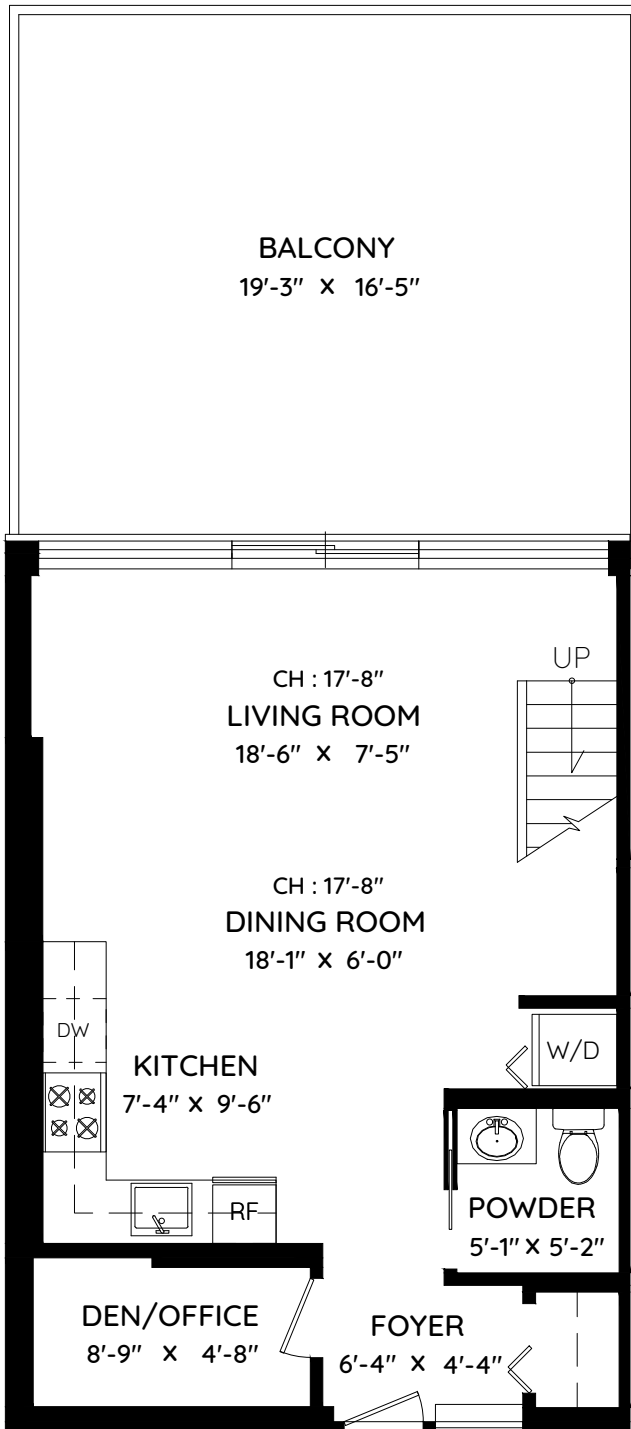 BALCONY
19'-3" X 16'-5"
UP
CH : 17'-8"
LIVING ROOM
18'-6" X 7'-5"
CH : 17'-8"
DINING ROOM
18'-1" X 6'-0"
DW
W/D
KITCHEN
7'-4" X 9'-6"
RF
POWDER
5'-1" X 5'-2"
DEN/OFFICE
8'-9" X 4'-8"
FOYER
6'-4" X 4'-4"